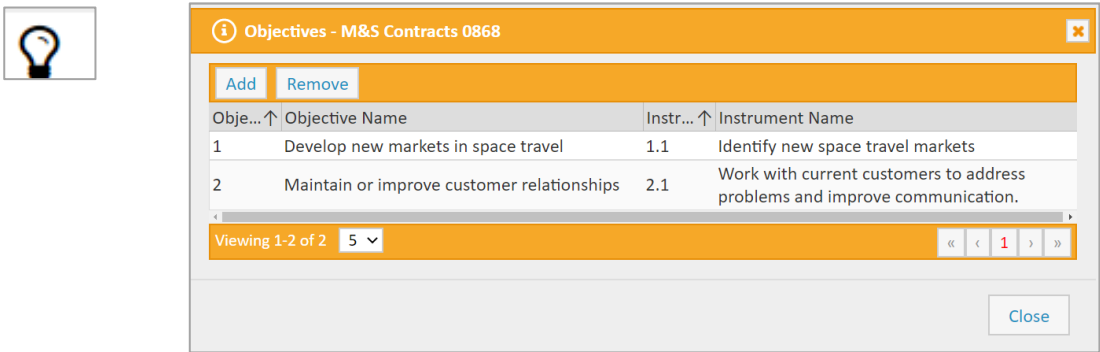 Objectives - M&S Contracts 0868
Add Remove
Obje... Objective Name Instr... Instrument Name
1 Develop new markets in space travel 1.1 Identify new space travel markets
2 Maintain or improve customer relationships 2.1 Work with current customers to address
problems and improve communication.
Viewing 1-2 of 2 5 « ‹ 1 › »
Close